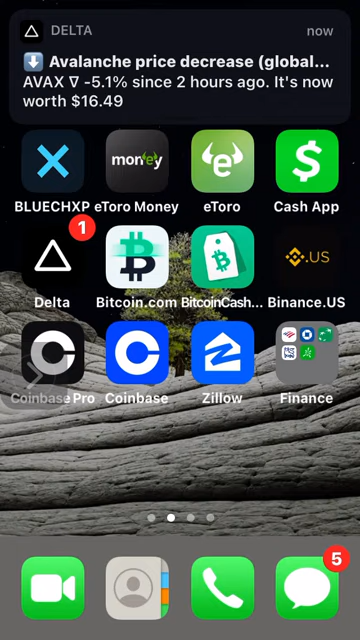 DELTA now
⬇️ Avalanche price decrease (global...
AVAX ∇ -5.1% since 2 hours ago. It's now
worth $16.49
mon€y
$
BLUECHXP eToro Money eToro Cash App
1
.US
Delta Bitcoin.com BitcoinCash... Binance.US
Coinbase Pro Coinbase Zillow Finance
5